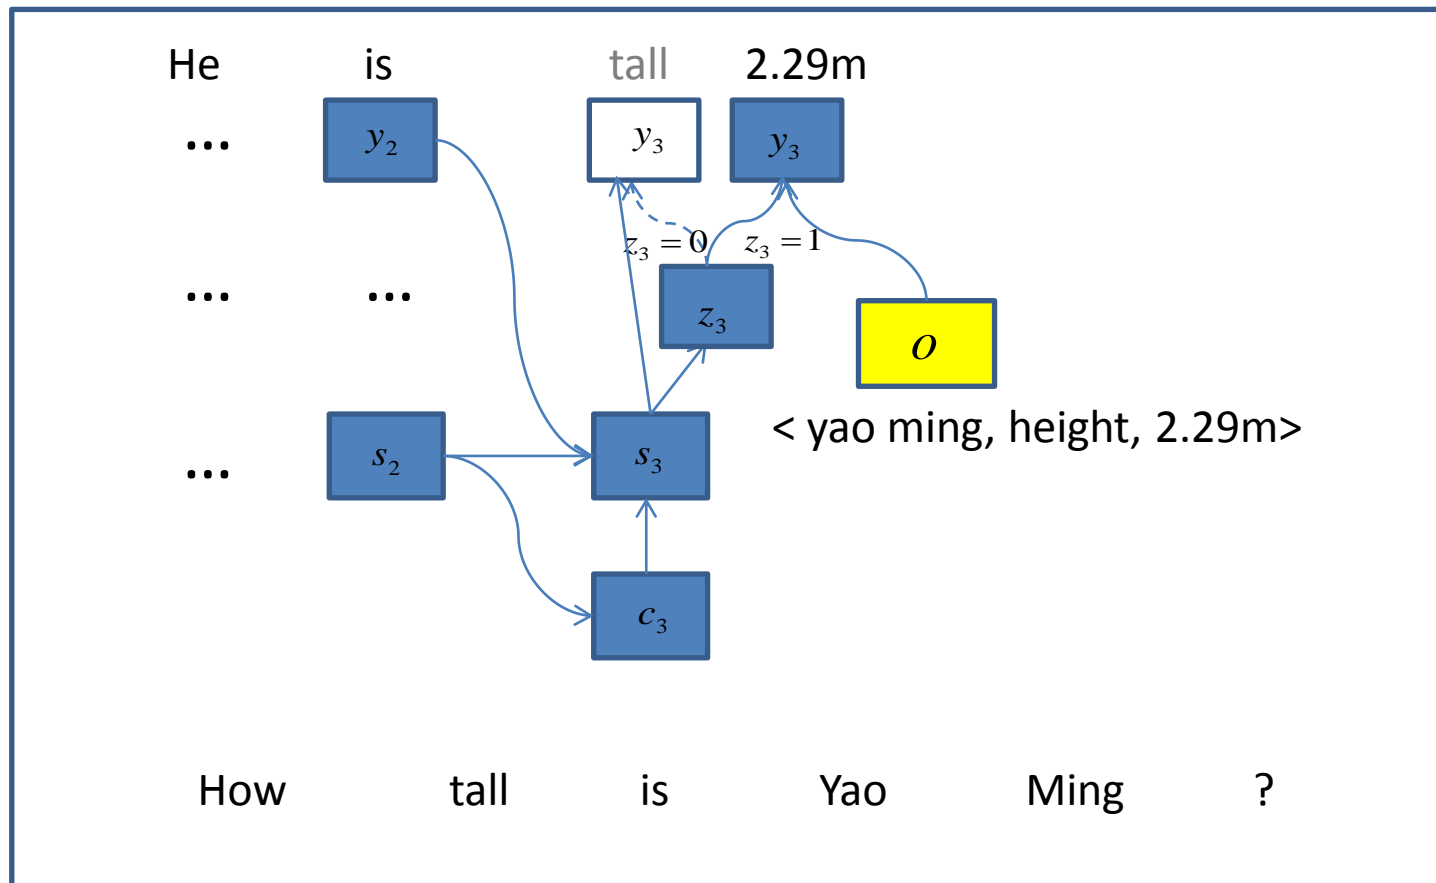 He is tall 2.29m
... y₂ y₃ y₃
z₃ = 0 z₃ = 1
... ... z₃ o
< yao ming, height, 2.29m>
... s₂ s₃
c₃
How tall is Yao Ming ?